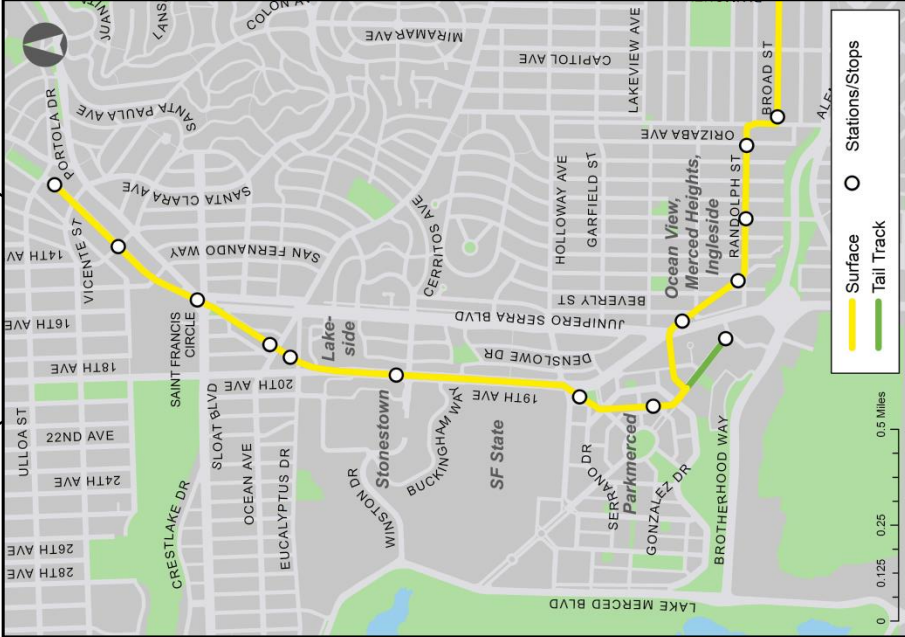 COLON A
MIRAMAR AVE
CAPITOL AVE
LAKEVIEW AVE
BROAD ST
ORIZABA AVE
SANTA PAULA AVE
PORTOLA DR
SANTA CLARA AVE
HOLLOWAY AVE
GARFIELD ST
RANDOLPH ST
Ocean View,
Merced Heights,
Ingleside
14TH AV
VICENTE ST
SAN FERNANDO WAY
CERRITOS AVE
BEVERLY ST
JUNIPERO SERRA BLVD
16TH AVE
SAINT FRANCIS
CIRCLE
Lake-
side
18TH AVE
20TH AVE
19TH AVE
DENSLOWE DR
ULLOA ST
22ND AVE
24TH AVE
26TH AVE
28TH AVE
SLOAT BLVD
OCEAN AVE
EUCALYPTUS DR
CRESTLAKE DR
Stonestown
WINSTON DR
BUCKINGHAM WAY
SF State
SERRANO DR
Parkmerced
GONZALEZ DR
BROTHERHOOD WAY
LAKE MERCED BLVD
Surface
Tail Track
Stations/Stops
0 0.125 0.25 0.5 Miles